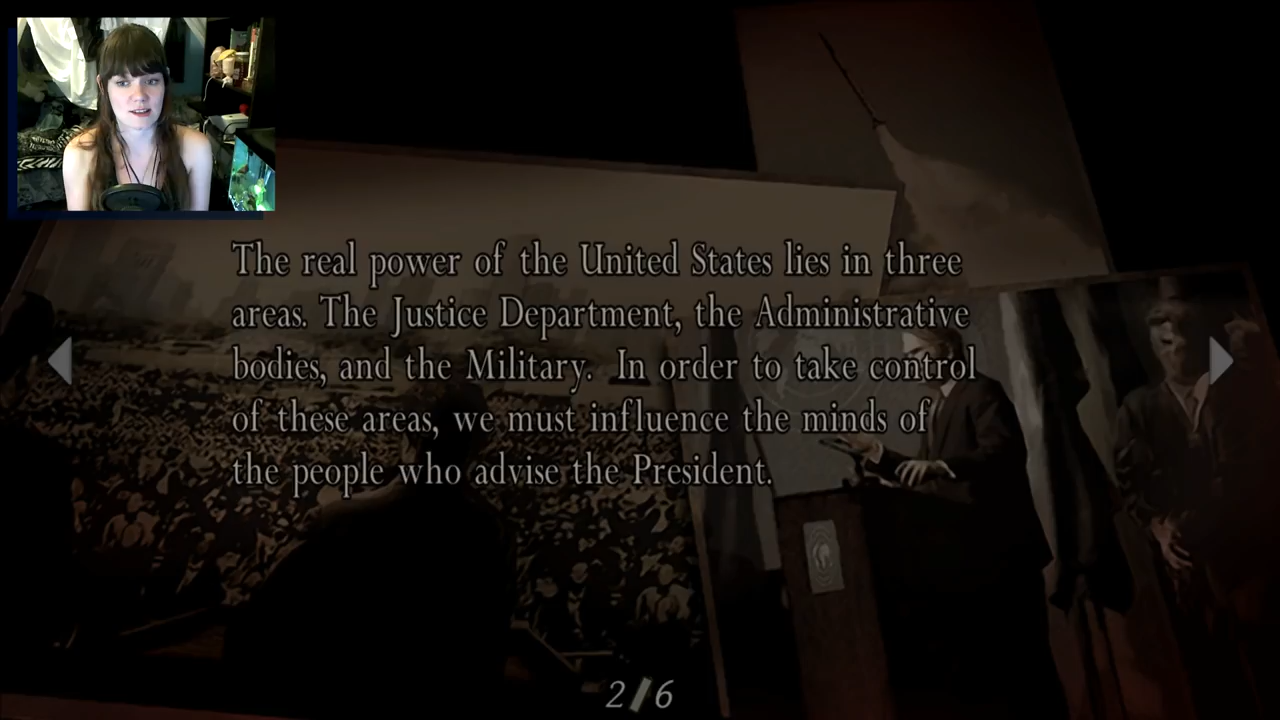 The real power of the United States lies in three
areas. The Justice Department, the Administrative
bodies, and the Military. In order to take control
of these areas, we must influence the minds of
the people who advise the President.
2/6